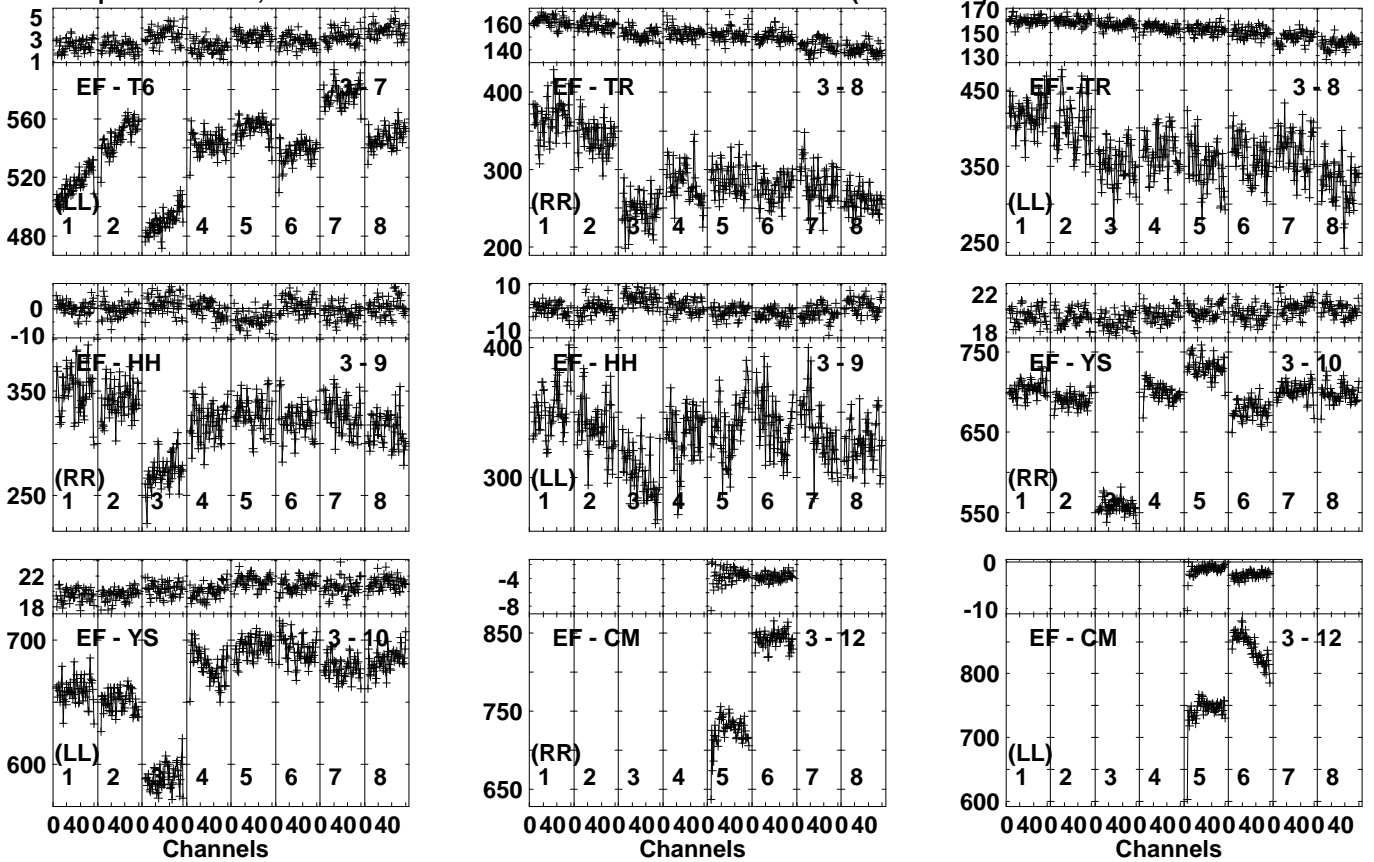 5 3 1
EF - T6 3 - 7
560 520 480
(LL)
1 2 3 4 5 6 7 8
160 140
EF - TR 3 - 8
400 300 200
(RR)
1 2 3 4 5 6 7 8
170 150 130
EF - TR 3 - 8
450 350 250
(LL)
1 2 3 4 5 6 7 8
0 -10
EF - HH 3 - 9
350 250
(RR)
1 2 3 4 5 6 7 8
10 -10
EF - HH 3 - 9
400 300
(LL)
1 2 3 4 5 6 7 8
22 18
EF - YS 3 - 10
750 650 550
(RR)
1 2 3 4 5 6 7 8
22 18
EF - YS 3 - 10
700 600
(LL)
1 2 3 4 5 6 7 8
-4 -8
EF - CM 3 - 12
850 750 650
(RR)
1 2 3 4 5 6 7 8
0 -10
EF - CM 3 - 12
800 700 600
(LL)
1 2 3 4 5 6 7 8
0 40 0 40 0 40 0 40 0 40 0 40 0 40 0 40
0 40 0 40 0 40 0 40 0 40 0 40 0 40 0 40
0 40 0 40 0 40 0 40 0 40 0 40 0 40 0 40
Channels Channels Channels